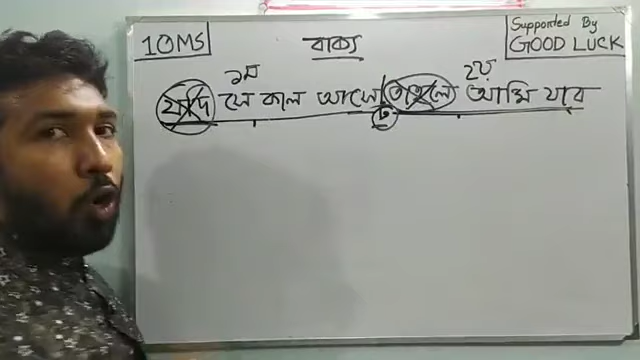 10MS
বাক্য
Supported By
GOOD LUCK
১ম ২য়
যদি সে কাল আসে তাহলে আমি যাব